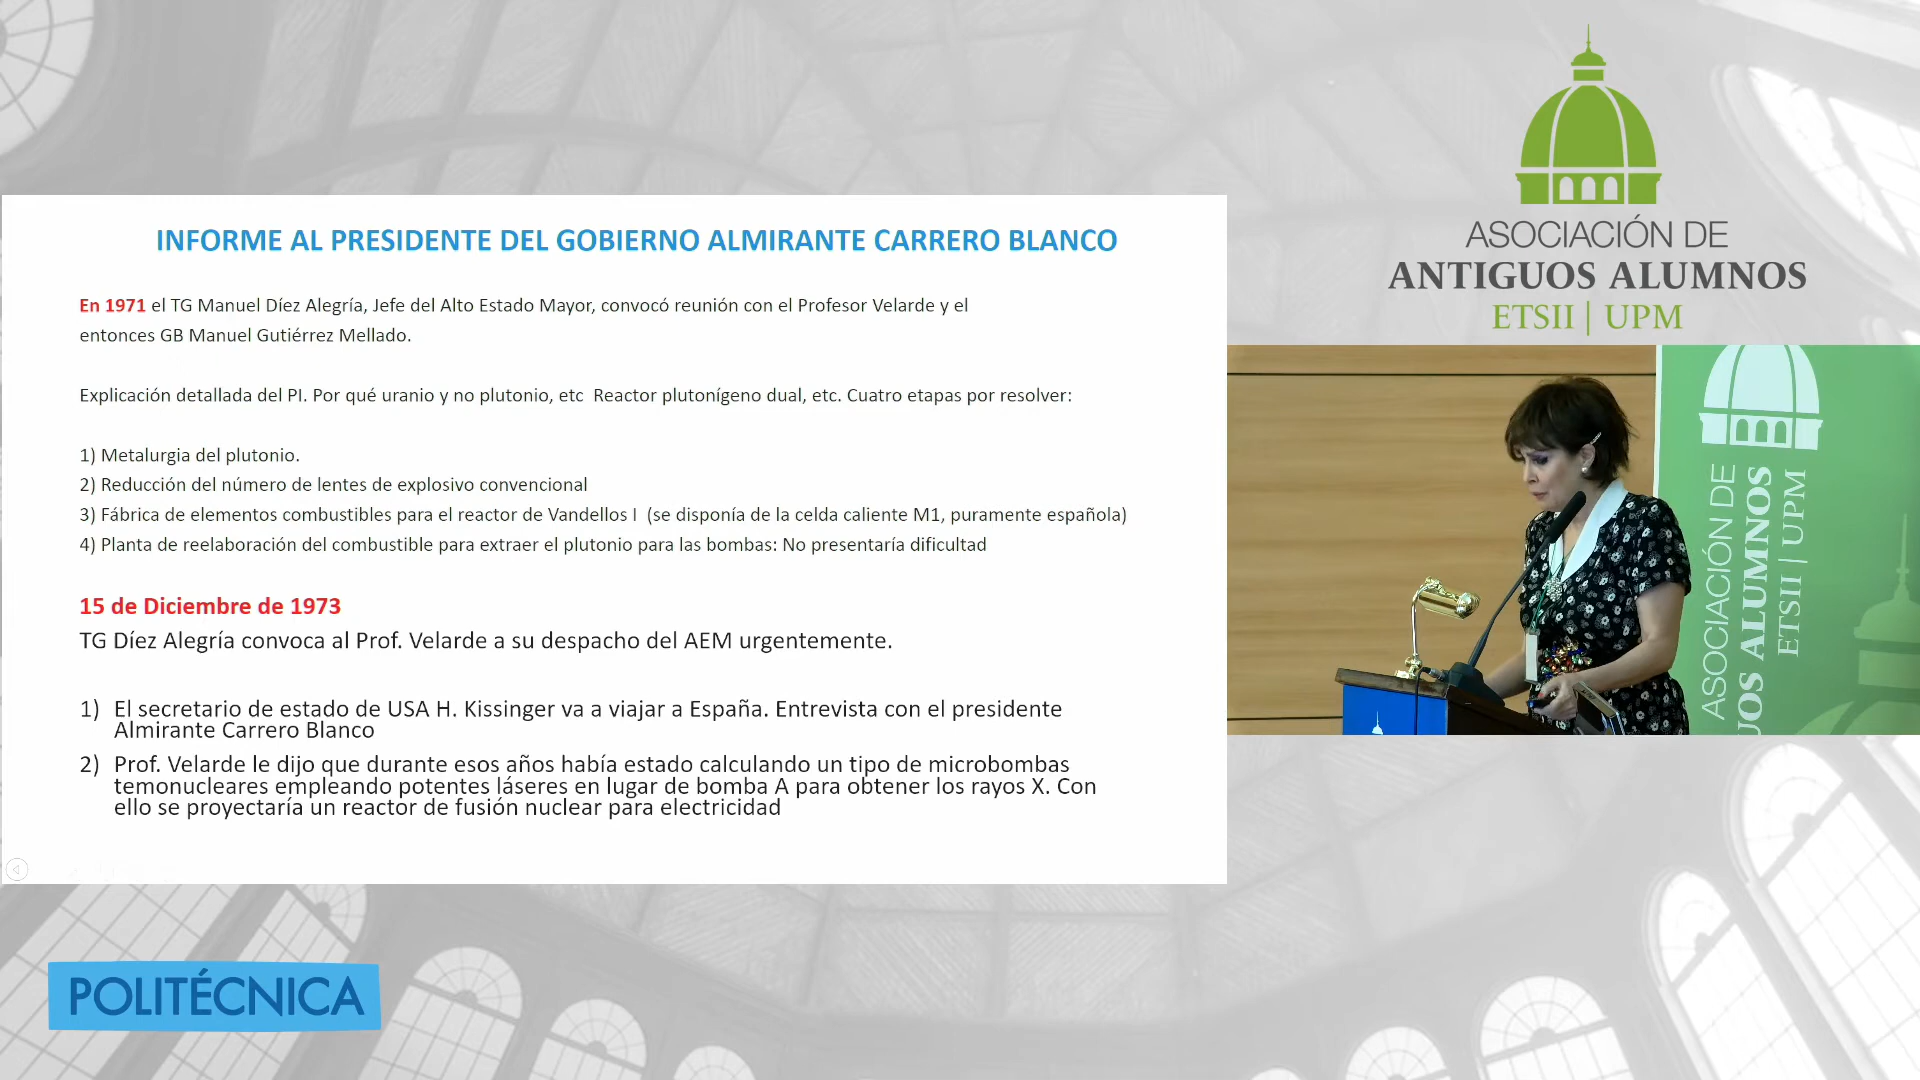 INFORME AL PRESIDENTE DEL GOBIERNO ALMIRANTE CARRERO BLANCO
En 1971 el TG Manuel Díez Alegría, Jefe del Alto Estado Mayor, convocó reunión con el Profesor Velarde y el
entonces GB Manuel Gutiérrez Mellado.
Explicación detallada del PI. Por qué uranio y no plutonio, etc Reactor plutonígeno dual, etc. Cuatro etapas por resolver:
1) Metalurgia del plutonio.
2) Reducción del número de lentes de explosivo convencional
3) Fábrica de elementos combustibles para el reactor de Vandellos I (se disponía de la celda caliente M1, puramente española)
4) Planta de reelaboración del combustible para extraer el plutonio para las bombas: No presentaría dificultad
15 de Diciembre de 1973
TG Díez Alegría convoca al Prof. Velarde a su despacho del AEM urgentemente.
1) El secretario de estado de USA H. Kissinger va a viajar a España. Entrevista con el presidente
Almirante Carrero Blanco
2) Prof. Velarde le dijo que durante esos años había estado calculando un tipo de microbombas
temonucleares empleando potentes láseres en lugar de bomba A para obtener los rayos X. Con
ello se proyectaría un reactor de fusión nuclear para electricidad
ASOCIACIÓN DE
ANTIGUOS ALUMNOS
ETSII | UPM
ASOCIACIÓN DE
UOS ALUMNOS
ETSII | UPM
POLITÉCNICA